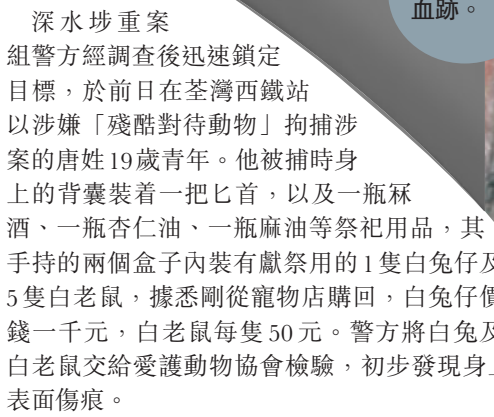 血跡。
深水埗重案
組警方經調查後迅速鎖定
目標，於前日在荃灣西鐵站
以涉嫌「殘酷對待動物」拘捕涉
案的唐姓19歲青年。他被捕時身
上的背囊裝着一把匕首，以及一瓶冧
酒、一瓶杏仁油、一瓶麻油等祭祀用品，其
手持的兩個盒子內裝有獻祭用的1隻白兔仔及
5隻白老鼠，據悉剛從寵物店購回，白兔仔價
錢一千元，白老鼠每隻50元。警方將白兔及
白老鼠交給愛護動物協會檢驗，初步發現身上
表面傷痕。